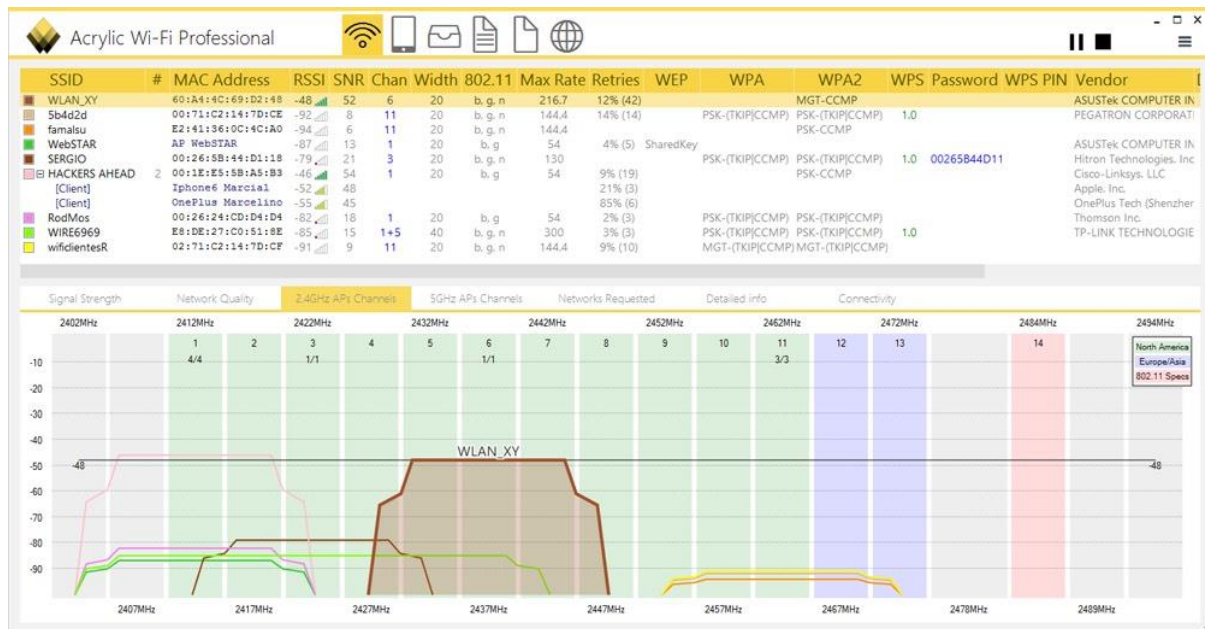 Acrylic Wi-Fi Professional
SSID # MAC Address RSSI SNR Chan Width 802.11 Max Rate Retries WEP WPA WPA2 WPS Password WPS PIN Vendor
WLAN_XY 60:A4:4C:69:D2:48 -48 52 6 20 b, g, n 216.7 12% (42) MGT-CCMP ASUSTek COMPUTER IN
5b4d2d 00:71:C2:14:7D:CE -92 8 11 20 b, g, n 144.4 14% (14) PSK-(TKIP|CCMP) PSK-(TKIP|CCMP) 1.0 PEGATRON CORPORATI
famalsu E2:41:36:0C:4C:A0 -94 6 11 20 b, g, n 144.4 PSK-CCMP
WebSTAR AP WebSTAR -87 13 1 20 b, g 54 4% (5) SharedKey ASUSTek COMPUTER IN
SERGIO 00:26:5B:44:D1:18 -79 21 3 20 b, g, n 130 PSK-(TKIP|CCMP) PSK-(TKIP|CCMP) 1.0 00265B44D11 Hitron Technologies. Inc
HACKERS AHEAD 2 00:1E:E5:5B:A5:B3 -46 54 1 20 b, g 54 9% (19) PSK-CCMP Cisco-Linksys. LLC
[Client] Iphone6 Marcial -52 48 21% (3) Apple. Inc.
[Client] OnePlus Marcelino -55 45 85% (6) OnePlus Tech (Shenzher
RodMos 00:26:24:CD:D4:D4 -82 18 1 20 b, g 54 2% (3) PSK-(TKIP|CCMP) PSK-(TKIP|CCMP) Thomson Inc.
WIRE6969 E8:DE:27:C0:51:8E -85 15 1+5 40 b, g, n 300 3% (3) PSK-(TKIP|CCMP) PSK-(TKIP|CCMP) 1.0 TP-LINK TECHNOLOGIE
wificlientesR 02:71:C2:14:7D:CF -91 9 11 20 b, g, n 144.4 9% (10) MGT-(TKIP|CCMP) MGT-(TKIP|CCMP)
Signal Strength Network Quality 2.4GHz APs Channels 5GHz APs Channels Networks Requested Detailed info Connectivity
2402MHz 2412MHz 2422MHz 2432MHz 2442MHz 2452MHz 2462MHz 2472MHz 2484MHz 2494MHz
1 2 3 4 5 6 7 8 9 10 11 12 13 14
4/4 1/1 1/1 3/3
North America
Europe/Asia
802.11 Specs
-10
-20
-30
-40
WLAN_XY
-50 -48 -48
-60
-70
-80
-90
2407MHz 2417MHz 2427MHz 2437MHz 2447MHz 2457MHz 2467MHz 2478MHz 2489MHz